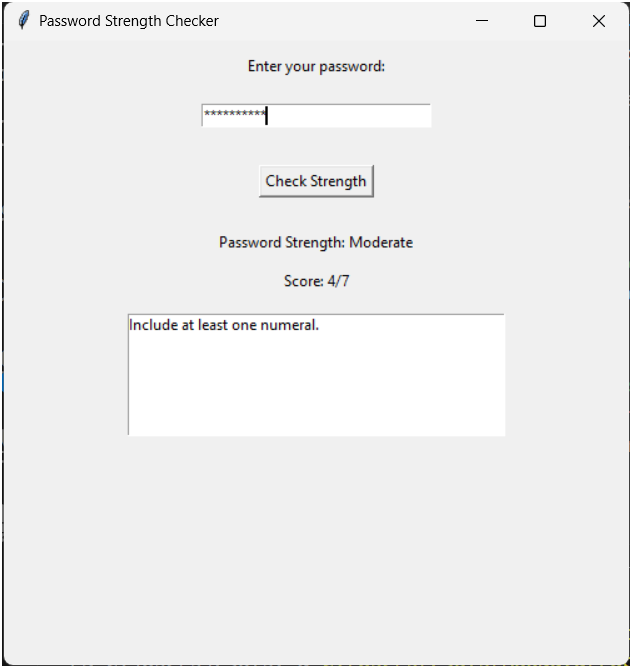 Password Strength Checker
Enter your password:
**********
Check Strength
Password Strength: Moderate
Score: 4/7
Include at least one numeral.